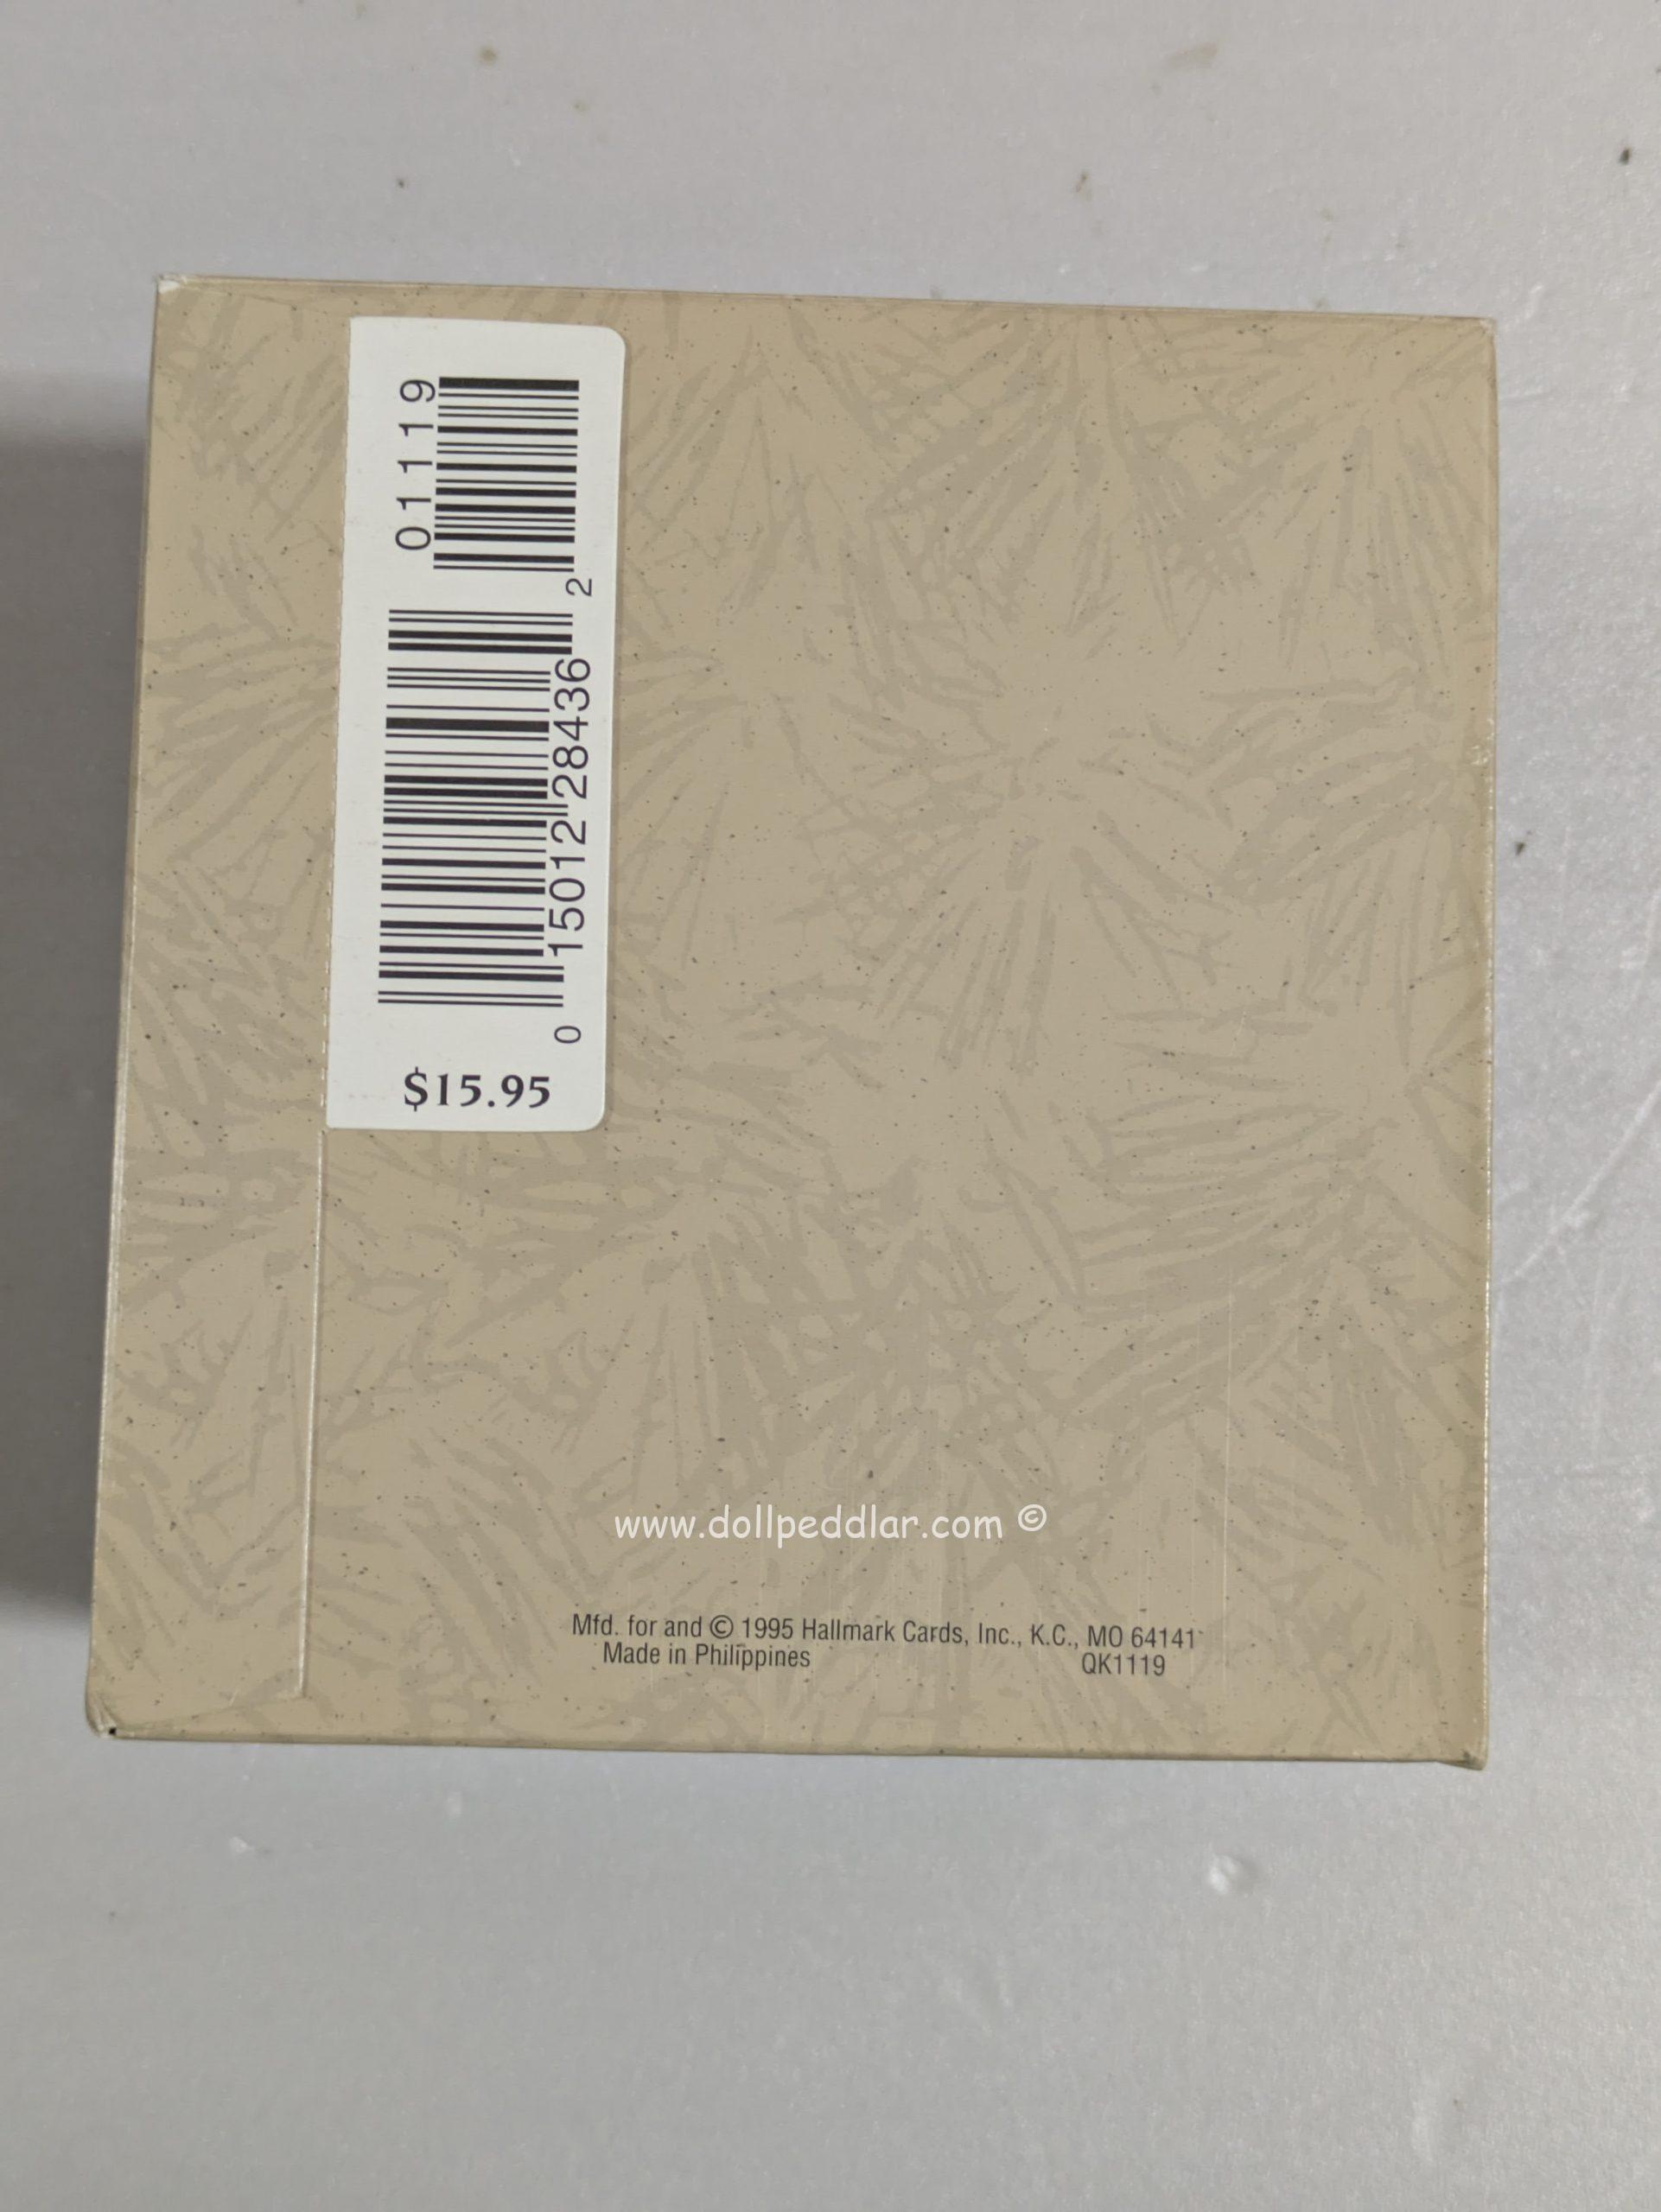 01119
0 15012 28436 2
$15.95
www.dollpeddlar.com ©
Mfd. for and © 1995 Hallmark Cards, Inc., K.C., MO 64141
Made in Philippines QK1119